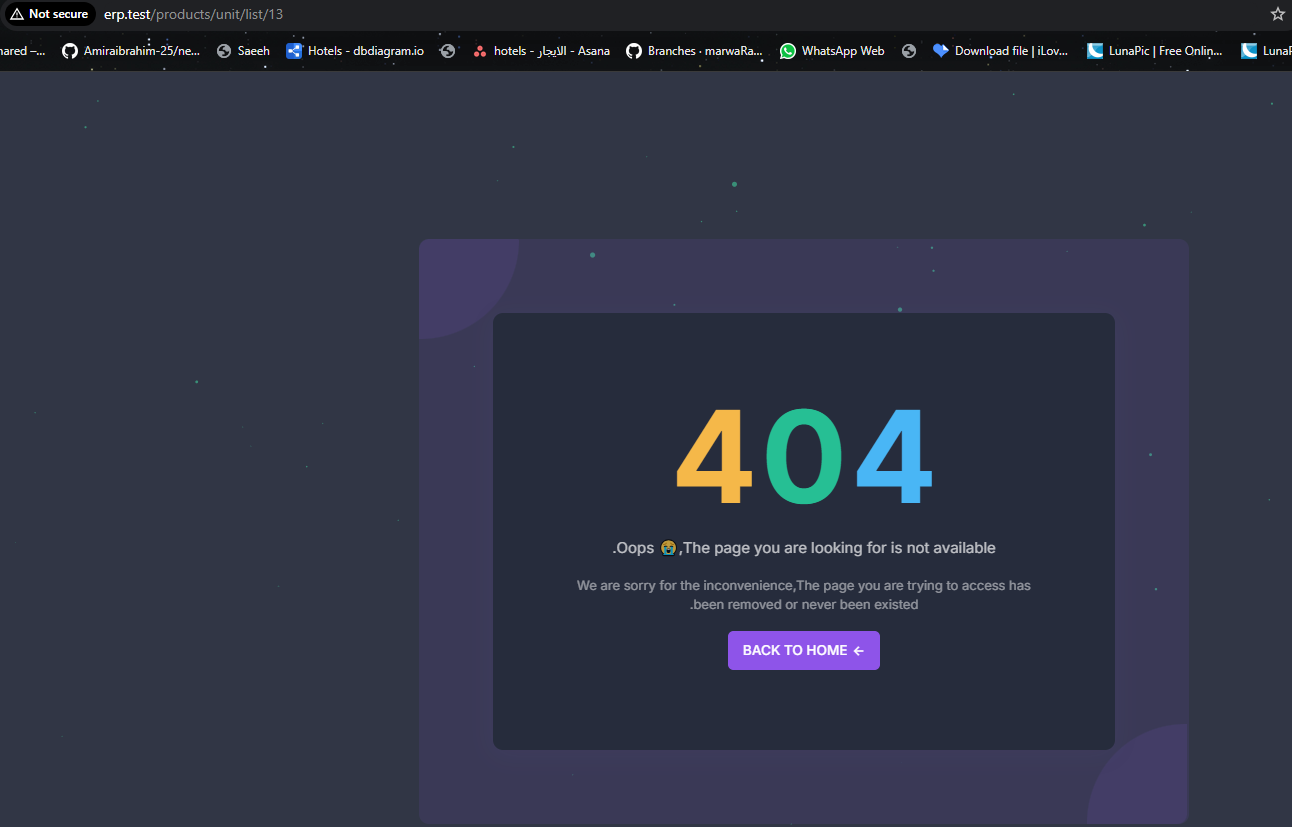 Not secure erp.test/products/unit/list/13
nared –... Amiraibrahim-25/ne... Saeeh Hotels - dbdiagram.io hotels - الايجار - Asana Branches · marwaRa... WhatsApp Web Download file | iLov... LunaPic | Free Onlin... LunaP
404
.Oops 😭,The page you are looking for is not available
We are sorry for the inconvenience,The page you are trying to access has
.been removed or never been existed
BACK TO HOME ←